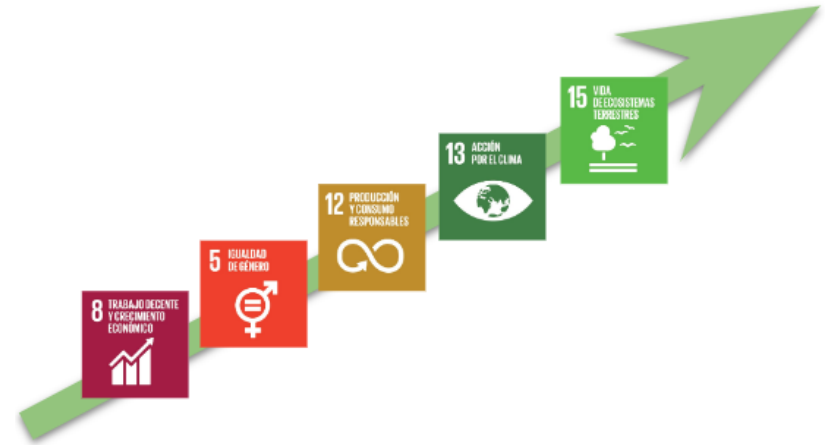 15 VIDA
DE ECOSISTEMAS
TERRESTRES
13 ACCIÓN
POR EL CLIMA
12 PRODUCCIÓN
Y CONSUMO
RESPONSABLES
5 IGUALDAD
DE GÉNERO
8 TRABAJO DECENTE
Y CRECIMIENTO
ECONÓMICO